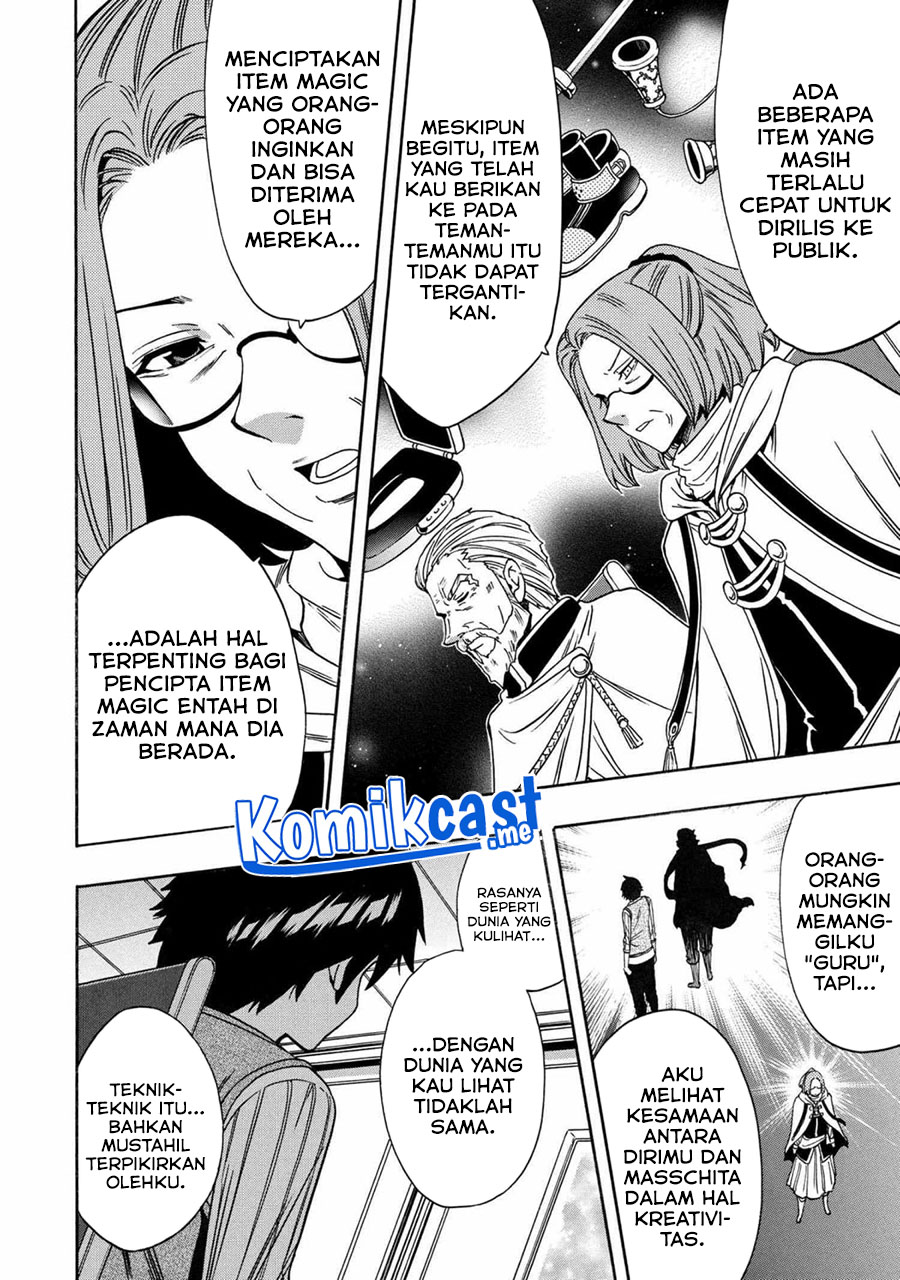 ADA
BEBERAPA
ITEM YANG
MASIH
TERLALU
CEPAT UNTUK
DIRILIS KE
PUBLIK.
MESKIPUN
BEGITU, ITEM
YANG TELAH
KAU BERIKAN
KE PADA
TEMAN-
TEMANMU ITU
TIDAK DAPAT
TERGANTI-
KAN.
MENCIPTAKAN
ITEM MAGIC
YANG ORANG-
ORANG
INGINKAN
DAN BISA
DITERIMA
OLEH
MEREKA...
...ADALAH HAL
TERPENTING BAGI
PENCIPTA ITEM
MAGIC ENTAH DI
ZAMAN MANA DIA
BERADA.
Komikcast
.me
ORANG-
ORANG
MUNGKIN
MEMANG-
GILKU
"GURU",
TAPI...
AKU
MELIHAT
KESAMAAN
ANTARA
DIRIMU DAN
MASSCHITA
DALAM HAL
KREATIVI-
TAS.
RASANYA
SEPERTI
DUNIA YANG
KULIHAT...
...DENGAN
DUNIA YANG
KAU LIHAT
TIDAKLAH
SAMA.
TEKNIK-
TEKNIK ITU...
BAHKAN
MUSTAHIL
TERPIKIRKAN
OLEHKU.